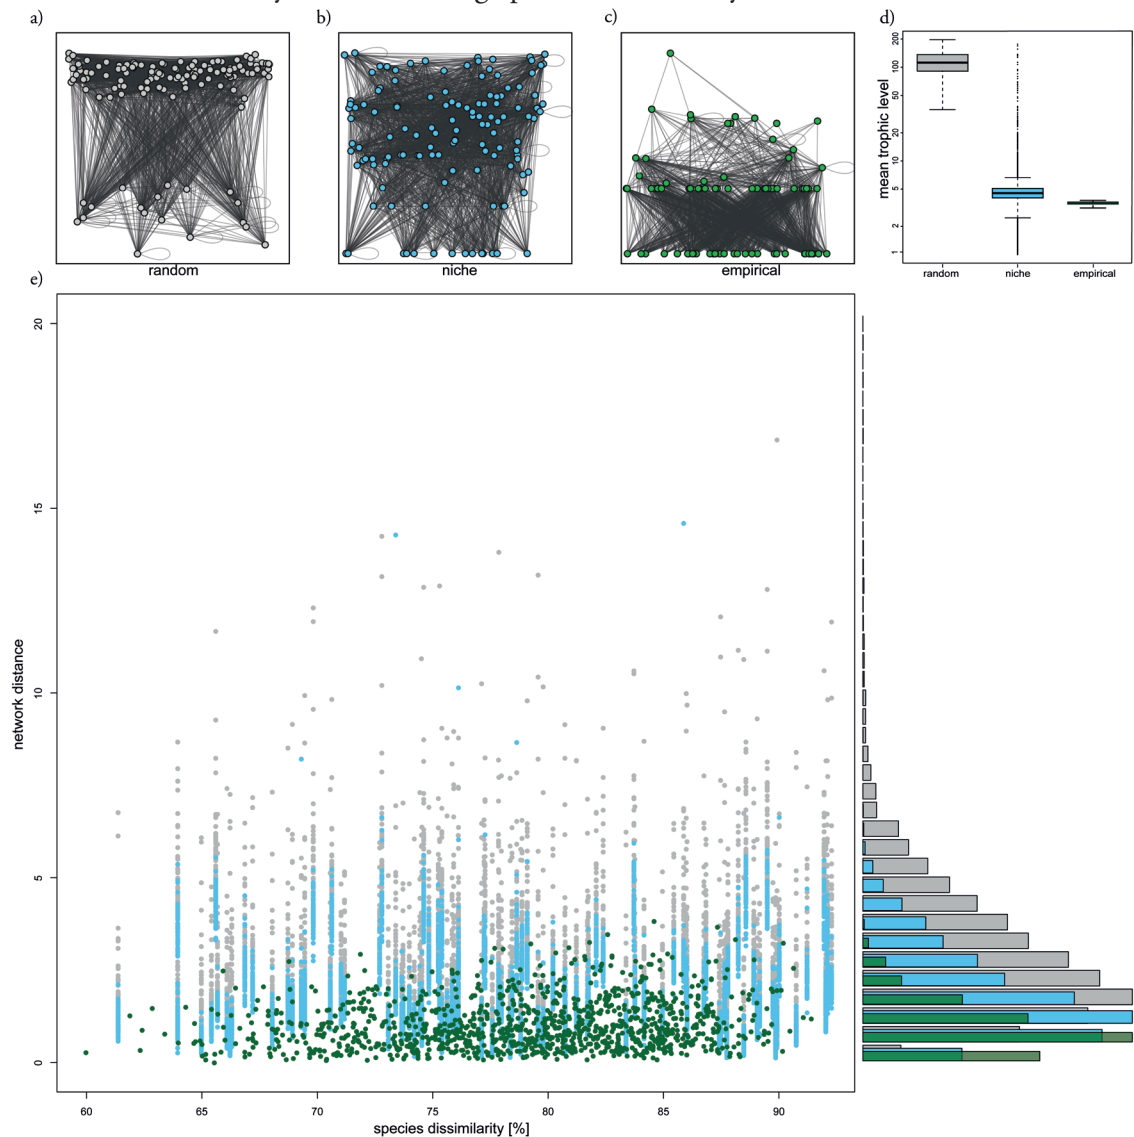 a)
b)
c)
d)
random
niche
empirical
mean trophic level
200
100
50
20
10
5
2
1
random niche empirical
e)
network distance
20
15
10
5
0
60 65 70 75 80 85 90
species dissimilarity [%]